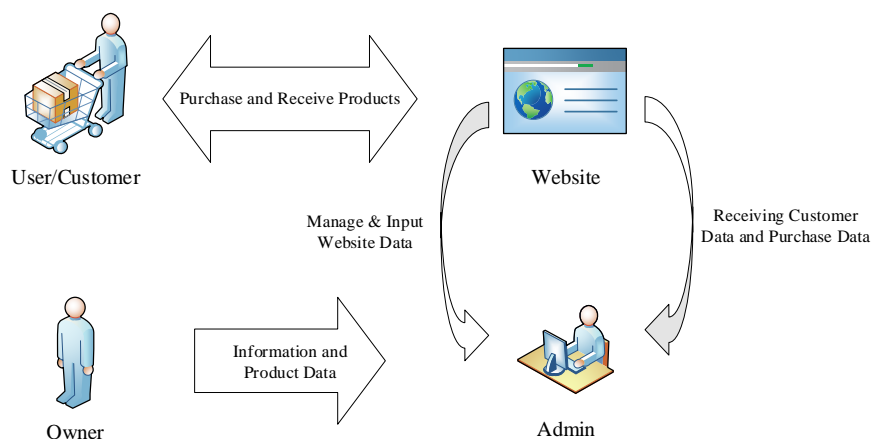 Purchase and Receive Products
User/Customer
Website
Manage & Input
Website Data
Receiving Customer
Data and Purchase Data
Information and
Product Data
Owner
Admin